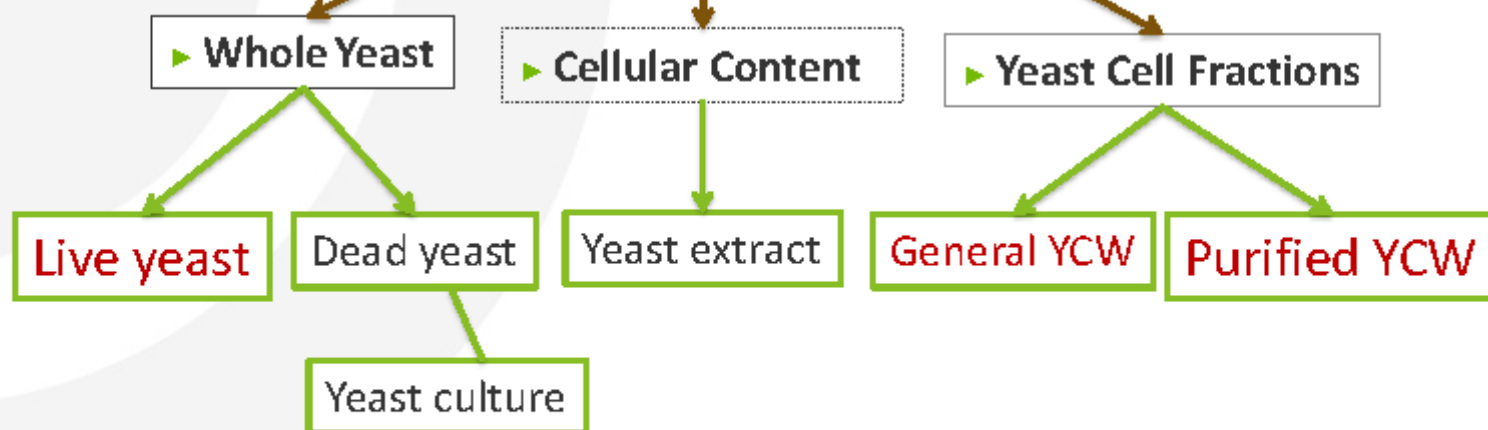 ▸ Whole Yeast
▸ Cellular Content
▸ Yeast Cell Fractions
Live yeast
Dead yeast
Yeast extract
General YCW
Purified YCW
Yeast culture